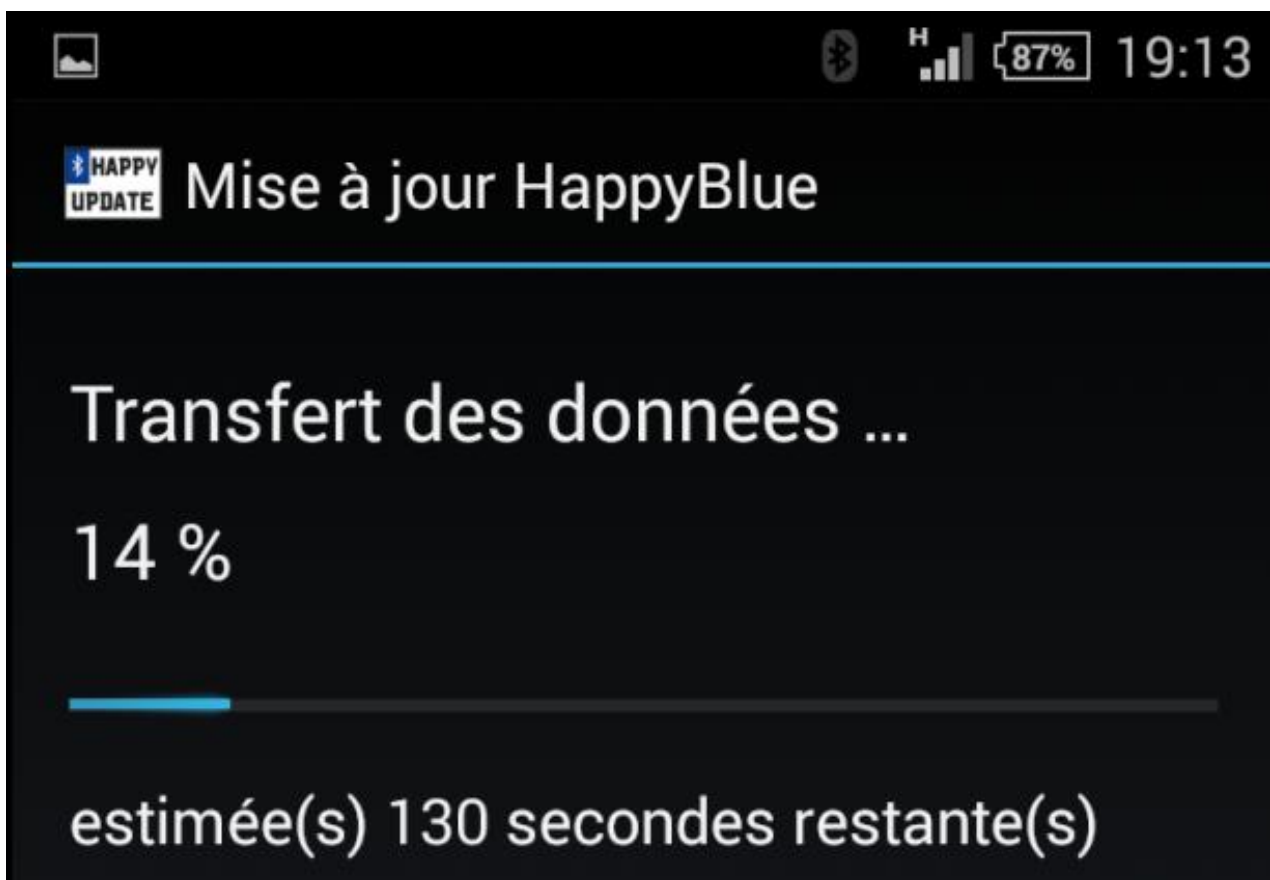 H 87% 19:13
HAPPY
UPDATE
Mise à jour HappyBlue
Transfert des données ...
14 %
estimée(s) 130 secondes restante(s)